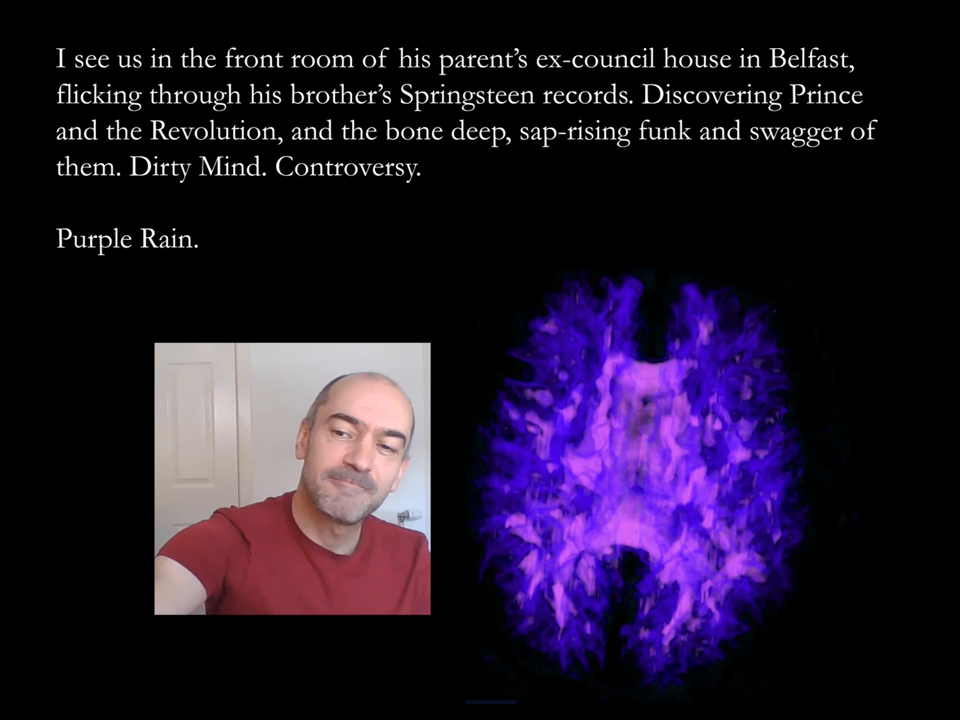 I see us in the front room of his parent’s ex-council house in Belfast,
flicking through his brother’s Springsteen records. Discovering Prince
and the Revolution, and the bone deep, sap-rising funk and swagger of
them. Dirty Mind. Controversy.
Purple Rain.